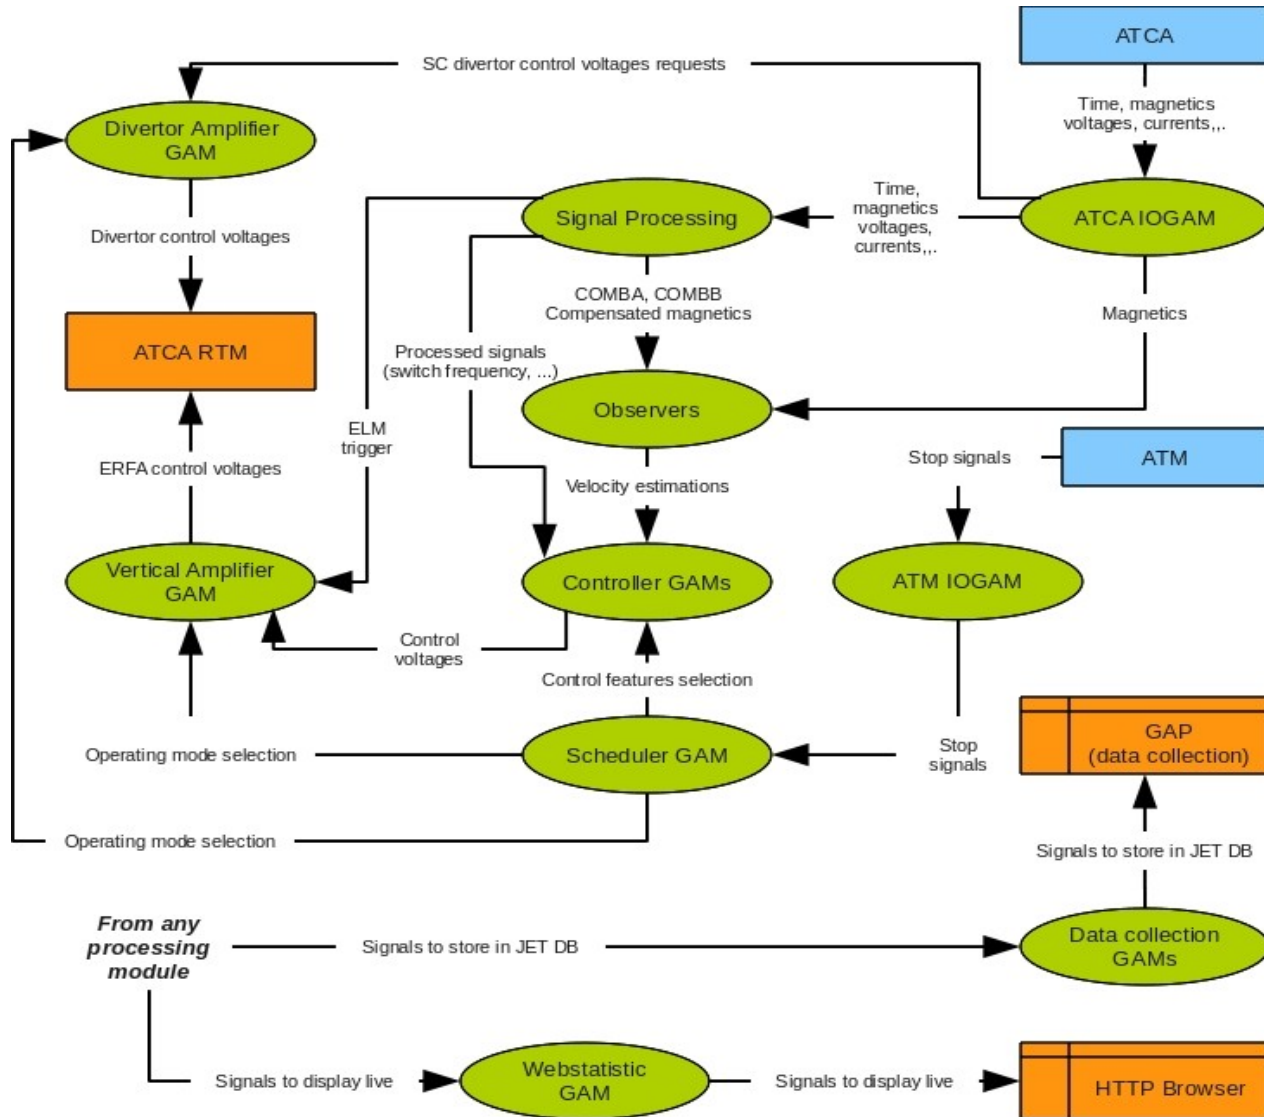 ATCA
SC divertor control voltages requests
Time, magnetics
voltages, currents,,.
Divertor Amplifier
GAM
Signal Processing
Time,
magnetics
voltages,
currents,,.
ATCA IOGAM
Divertor control voltages
COMBA, COMBB
Compensated magnetics
Magnetics
ATCA RTM
Processed signals
(switch frequency, ...)
Observers
ELM
trigger
Stop signals
ATM
ERFA control voltages
Velocity estimations
Vertical Amplifier
GAM
Controller GAMs
ATM IOGAM
Control
voltages
Control features selection
GAP
(data collection)
Operating mode selection
Scheduler GAM
Stop
signals
Operating mode selection
Signals to store in JET DB
From any
processing
module
Signals to store in JET DB
Data collection
GAMs
Signals to display live
Webstatistic
GAM
Signals to display live
HTTP Browser